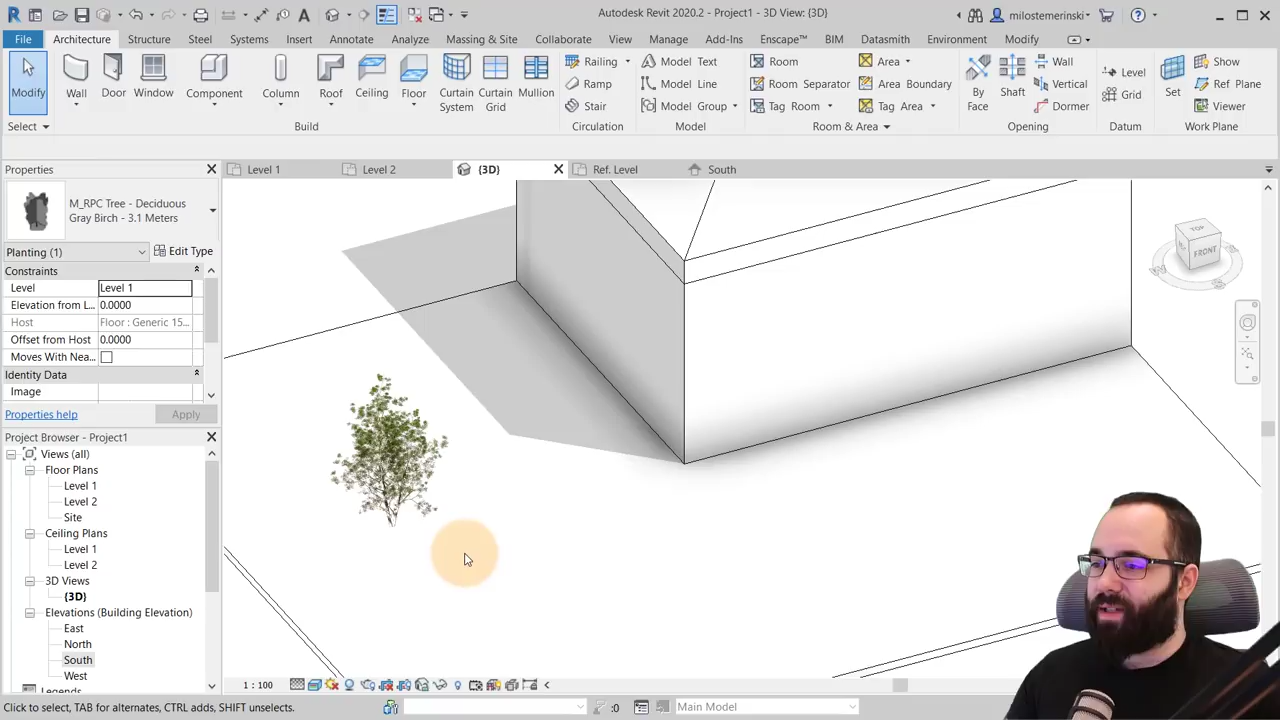 Autodesk Revit 2020.2 - Project1 - 3D View: {3D}
milostemerinski
File Architecture Structure Steel Systems Insert Annotate Analyze Massing & Site Collaborate View Manage Add-Ins Enscape™ BIM Datasmith Environment Modify
Modify
Wall
Door
Window
Component
Column
Roof
Ceiling
Floor
Curtain System
Curtain Grid
Mullion
Railing
Ramp
Stair
Model Text
Model Line
Model Group
Room
Room Separator
Tag Room
Area
Area Boundary
Tag Area
By Face
Shaft
Wall
Vertical
Dormer
Level
Grid
Set
Show
Ref Plane
Viewer
Select
Build
Circulation
Model
Room & Area
Opening
Datum
Work Plane
Properties
Level 1
Level 2
{3D}
Ref. Level
South
M_RPC Tree - Deciduous
Gray Birch - 3.1 Meters
Planting (1)
Edit Type
Constraints
Level Level 1
Elevation from L... 0.0000
Host Floor : Generic 15...
Offset from Host 0.0000
Moves With Nea...
Identity Data
Image
Properties help
Apply
Project Browser - Project1
Views (all)
Floor Plans
Level 1
Level 2
Site
Ceiling Plans
Level 1
Level 2
3D Views
{3D}
Elevations (Building Elevation)
East
North
South
West
Legends
TOP
FRONT
1 : 100
Click to select, TAB for alternates, CTRL adds, SHIFT unselects.
:0
Main Model